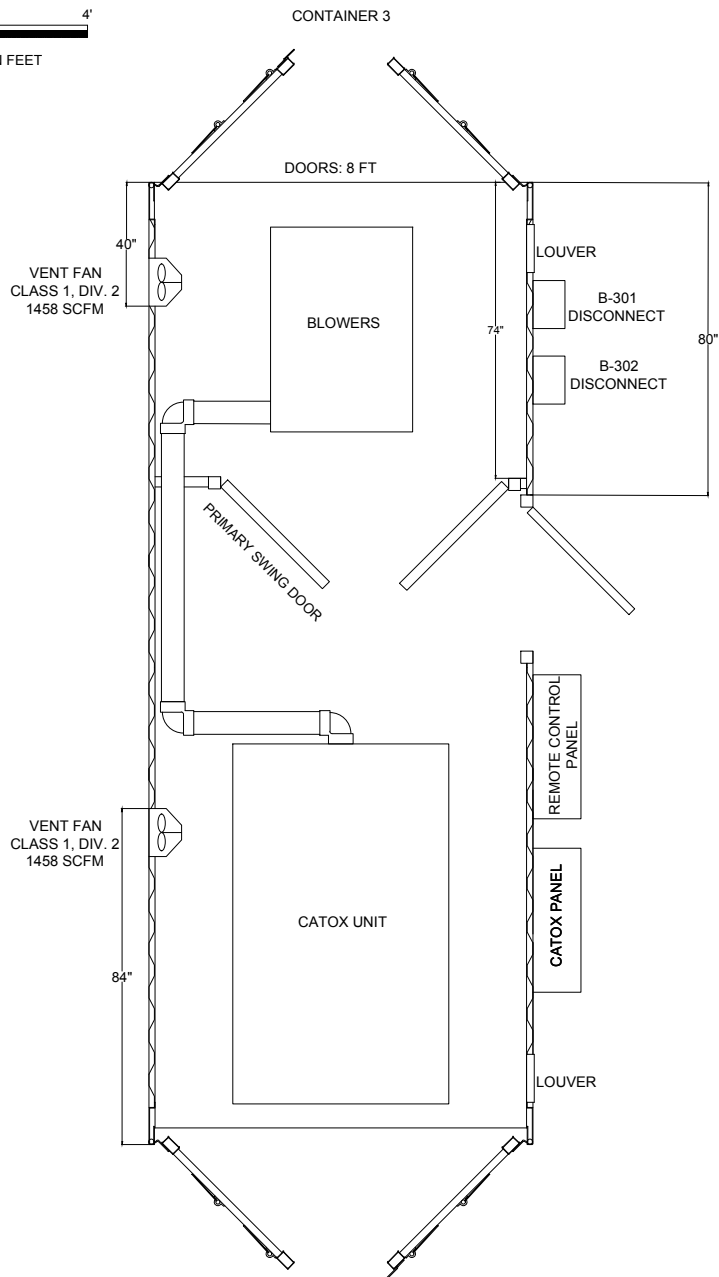 4'
CONTAINER 3
N FEET
DOORS: 8 FT
40"
LOUVER
VENT FAN
CLASS 1, DIV. 2
1458 SCFM
B-301
DISCONNECT
BLOWERS
74"
80"
B-302
DISCONNECT
PRIMARY SWING DOOR
REMOTE CONTROL
PANEL
VENT FAN
CLASS 1, DIV. 2
1458 SCFM
CATOX UNIT
CATOX PANEL
84"
LOUVER